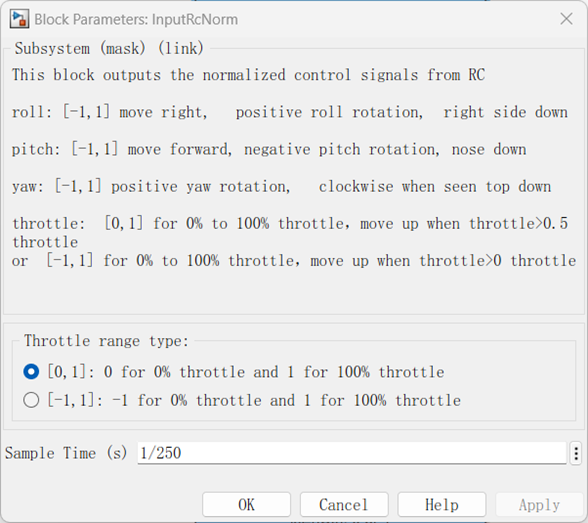 Block Parameters: InputRcNorm
Subsystem (mask) (link)
This block outputs the normalized control signals from RC
roll: [-1,1] move right,   positive roll rotation,  right side down
pitch: [-1,1] move forward, negative pitch rotation, nose down
yaw: [-1,1] positive yaw rotation,   clockwise when seen top down
throttle:  [0,1] for 0% to 100% throttle, move up when throttle>0.5
throttle
or  [-1,1] for 0% to 100% throttle, move up when throttle>0 throttle
Throttle range type:
[0,1]: 0 for 0% throttle and 1 for 100% throttle
[-1,1]: -1 for 0% throttle and 1 for 100% throttle
Sample Time (s) 1/250
OK Cancel Help Apply